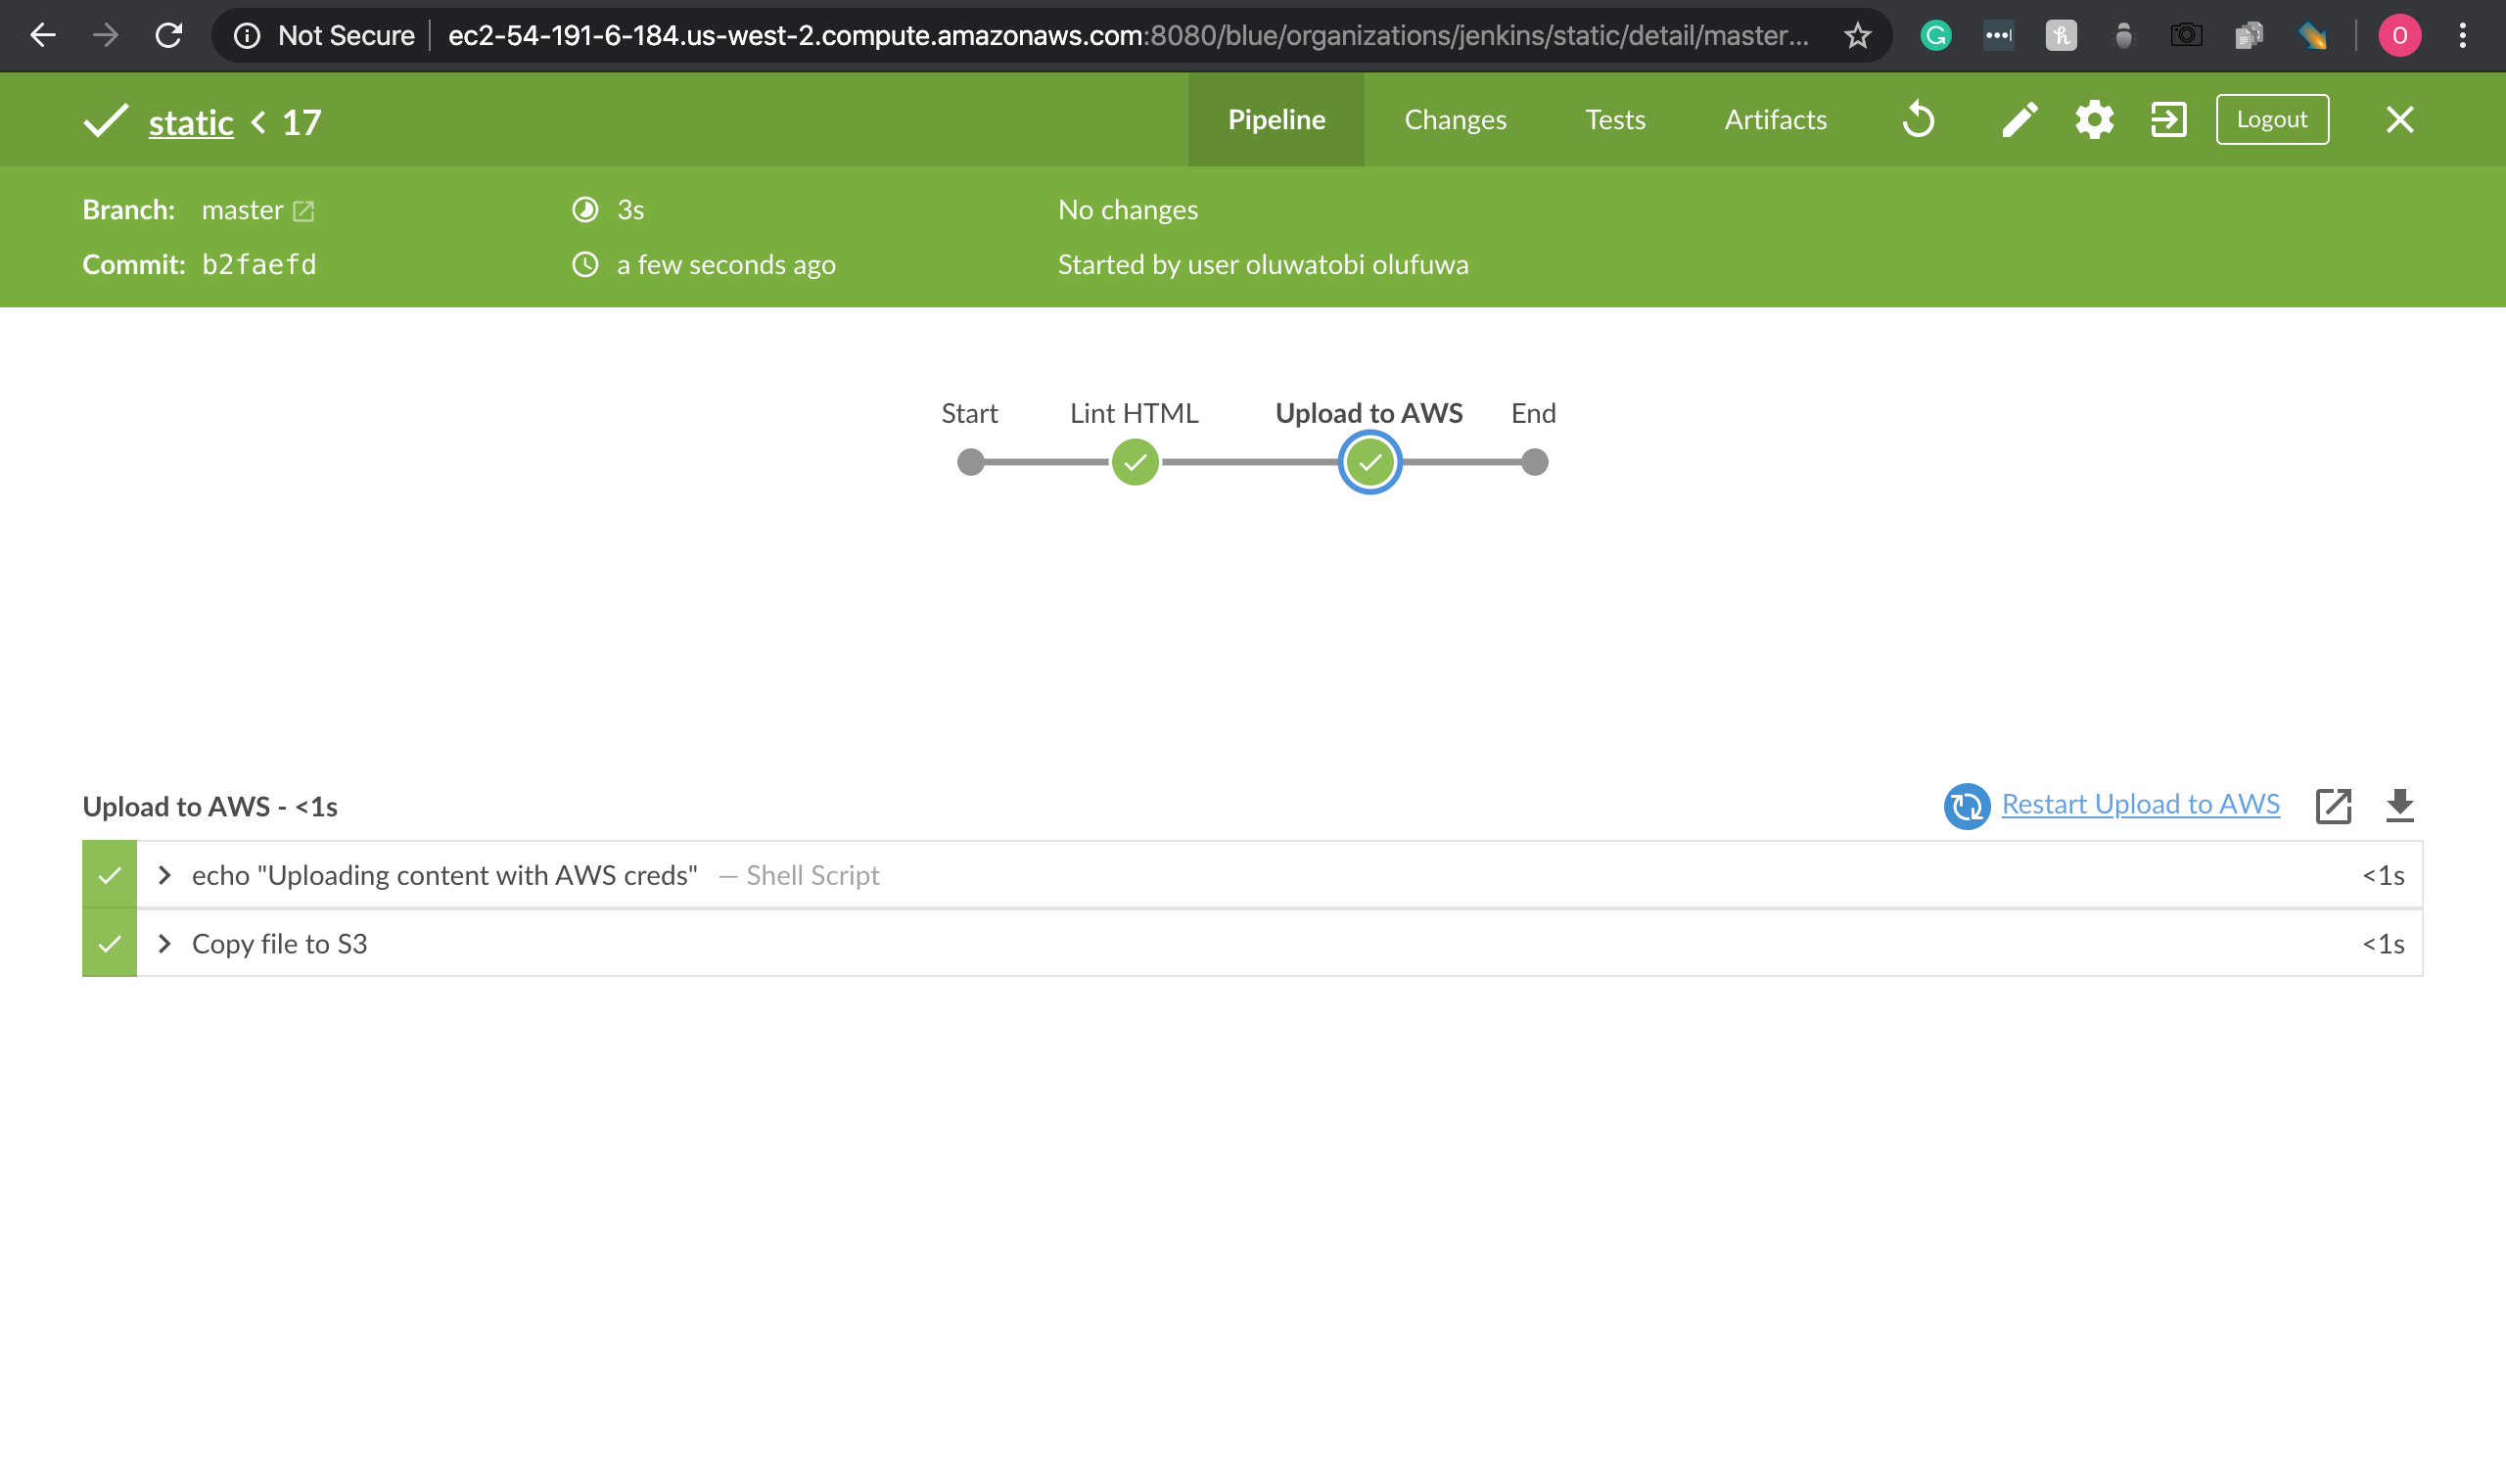 Not Secure ec2-54-191-6-184.us-west-2.compute.amazonaws.com:8080/blue/organizations/jenkins/static/detail/master... O
static < 17 Pipeline Changes Tests Artifacts Logout
Branch: master 3s No changes
Commit: b2faefd a few seconds ago Started by user oluwatobi olufuwa
Start Lint HTML Upload to AWS End
Upload to AWS - <1s Restart Upload to AWS
echo "Uploading content with AWS creds" — Shell Script <1s
Copy file to S3 <1s